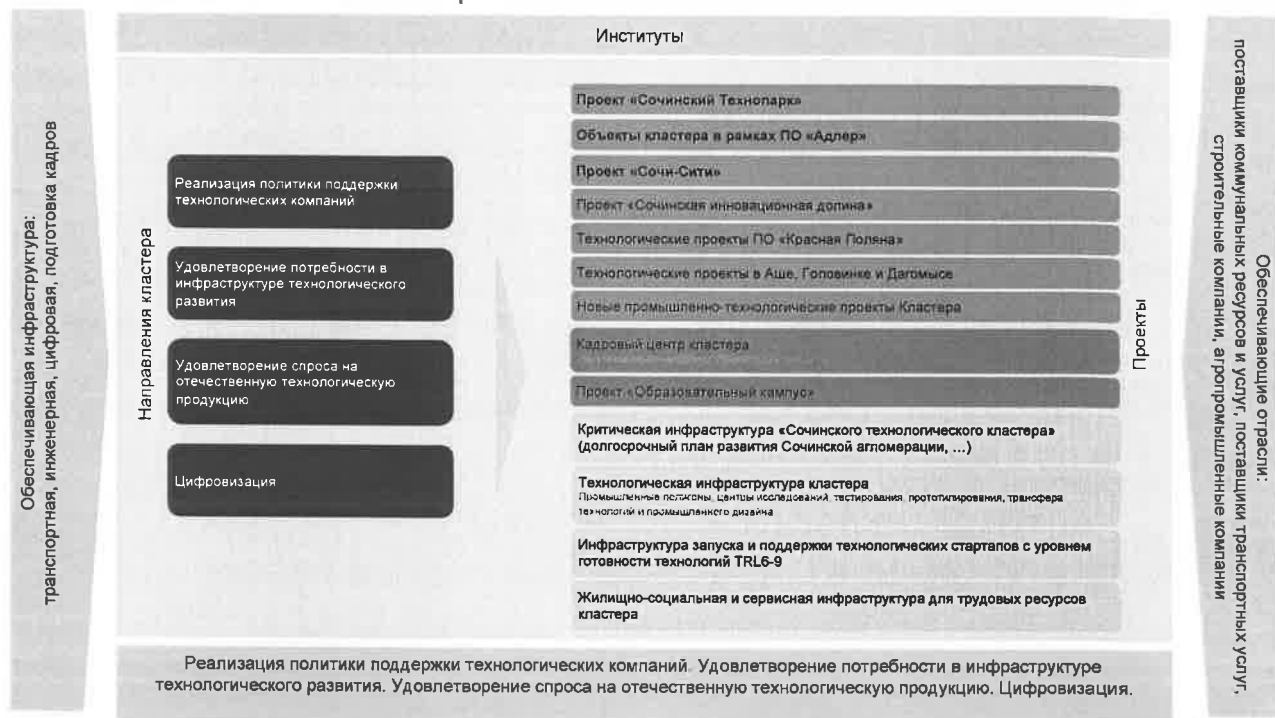 Институты
Обеспечивающая инфраструктура:
транспортная, инженерная, цифровая, подготовка кадров
Направления кластера
Реализация политики поддержки
технологических компаний
Удовлетворение потребности в
инфраструктуре технологического
развития
Удовлетворение спроса на
отечественную технологическую
продукцию
Цифровизация
Проект «Сочинский Технопарк»
Объекты кластера в рамках ПО «Адлер»
Проект «Сочи-Сити»
Проект «Сочинская инновационная долина»
Технологические проекты ПО «Красная Поляна»
Технологические проекты в Аше, Головинке и Дагомысе
Новые промышленно-технологические проекты Кластера
Кадровый центр кластера
Проект «Образовательный кампус»
Критическая инфраструктура «Сочинского технологического кластера»
(долгосрочный план развития Сочинской агломерации, ...)
Технологическая инфраструктура кластера
Промышленные полигоны, центры исследований, тестирования, прототипирования, трансфера
технологий и промышленного дизайна
Инфраструктура запуска и поддержки технологических стартапов с уровнем
готовности технологий TRL6-9
Жилищно-социальная и сервисная инфраструктура для трудовых ресурсов
кластера
Проекты
Обеспечивающие отрасли:
поставщики коммунальных ресурсов и услуг, поставщики транспортных услуг,
строительные компании, агропромышленные компании
Реализация политики поддержки технологических компаний. Удовлетворение потребности в инфраструктуре
технологического развития. Удовлетворение спроса на отечественную технологическую продукцию. Цифровизация.